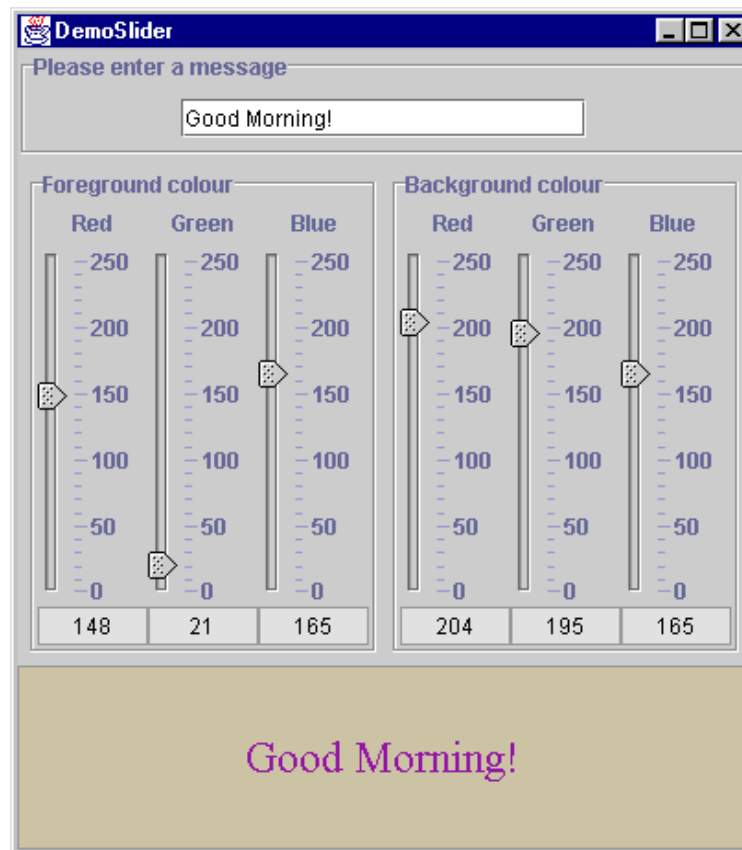 DemoSlider
Please enter a message
Good Morning!
Foreground colour
Red Green Blue
250 250 250
200 200 200
150 150 150
100 100 100
50 50 50
0 0 0
148 21 165
Background colour
Red Green Blue
250 250 250
200 200 200
150 150 150
100 100 100
50 50 50
0 0 0
204 195 165
Good Morning!